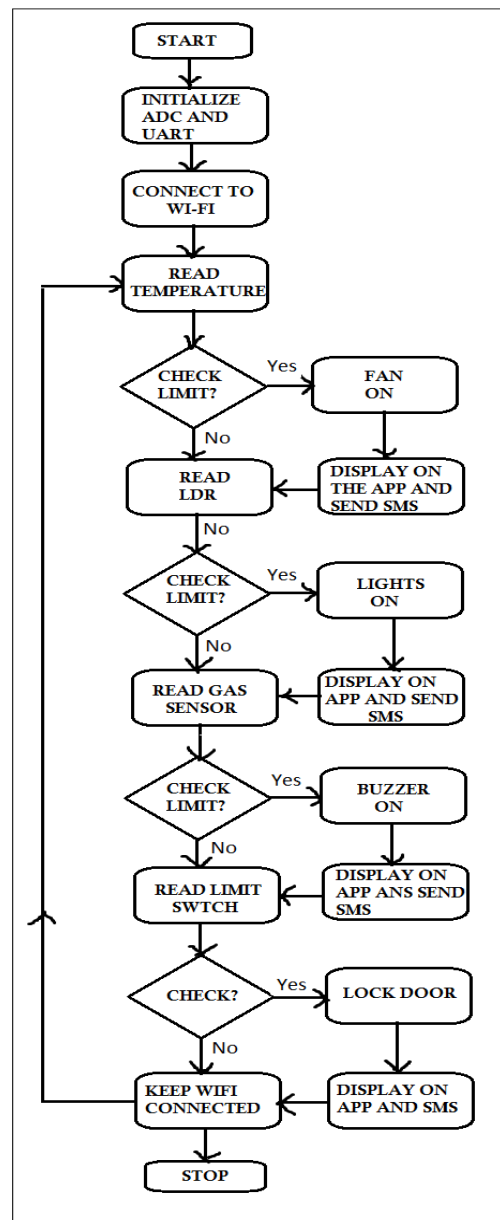 START
INITIALIZE
ADC AND
UART
CONNECT TO
WI-FI
READ
TEMPERATURE
CHECK
LIMIT?
Yes
FAN
ON
No
DISPLAY ON
THE APP AND
SEND SMS
READ
LDR
No
CHECK
LIMIT?
Yes
LIGHTS
ON
No
DISPLAY ON
APP AND SEND
SMS
READ GAS
SENSOR
CHECK
LIMIT?
Yes
BUZZER
ON
No
DISPLAY ON
APP ANS SEND
SMS
READ LIMIT
SWTCH
CHECK?
Yes
LOCK DOOR
No
DISPLAY ON
APP AND SMS
KEEP WIFI
CONNECTED
STOP